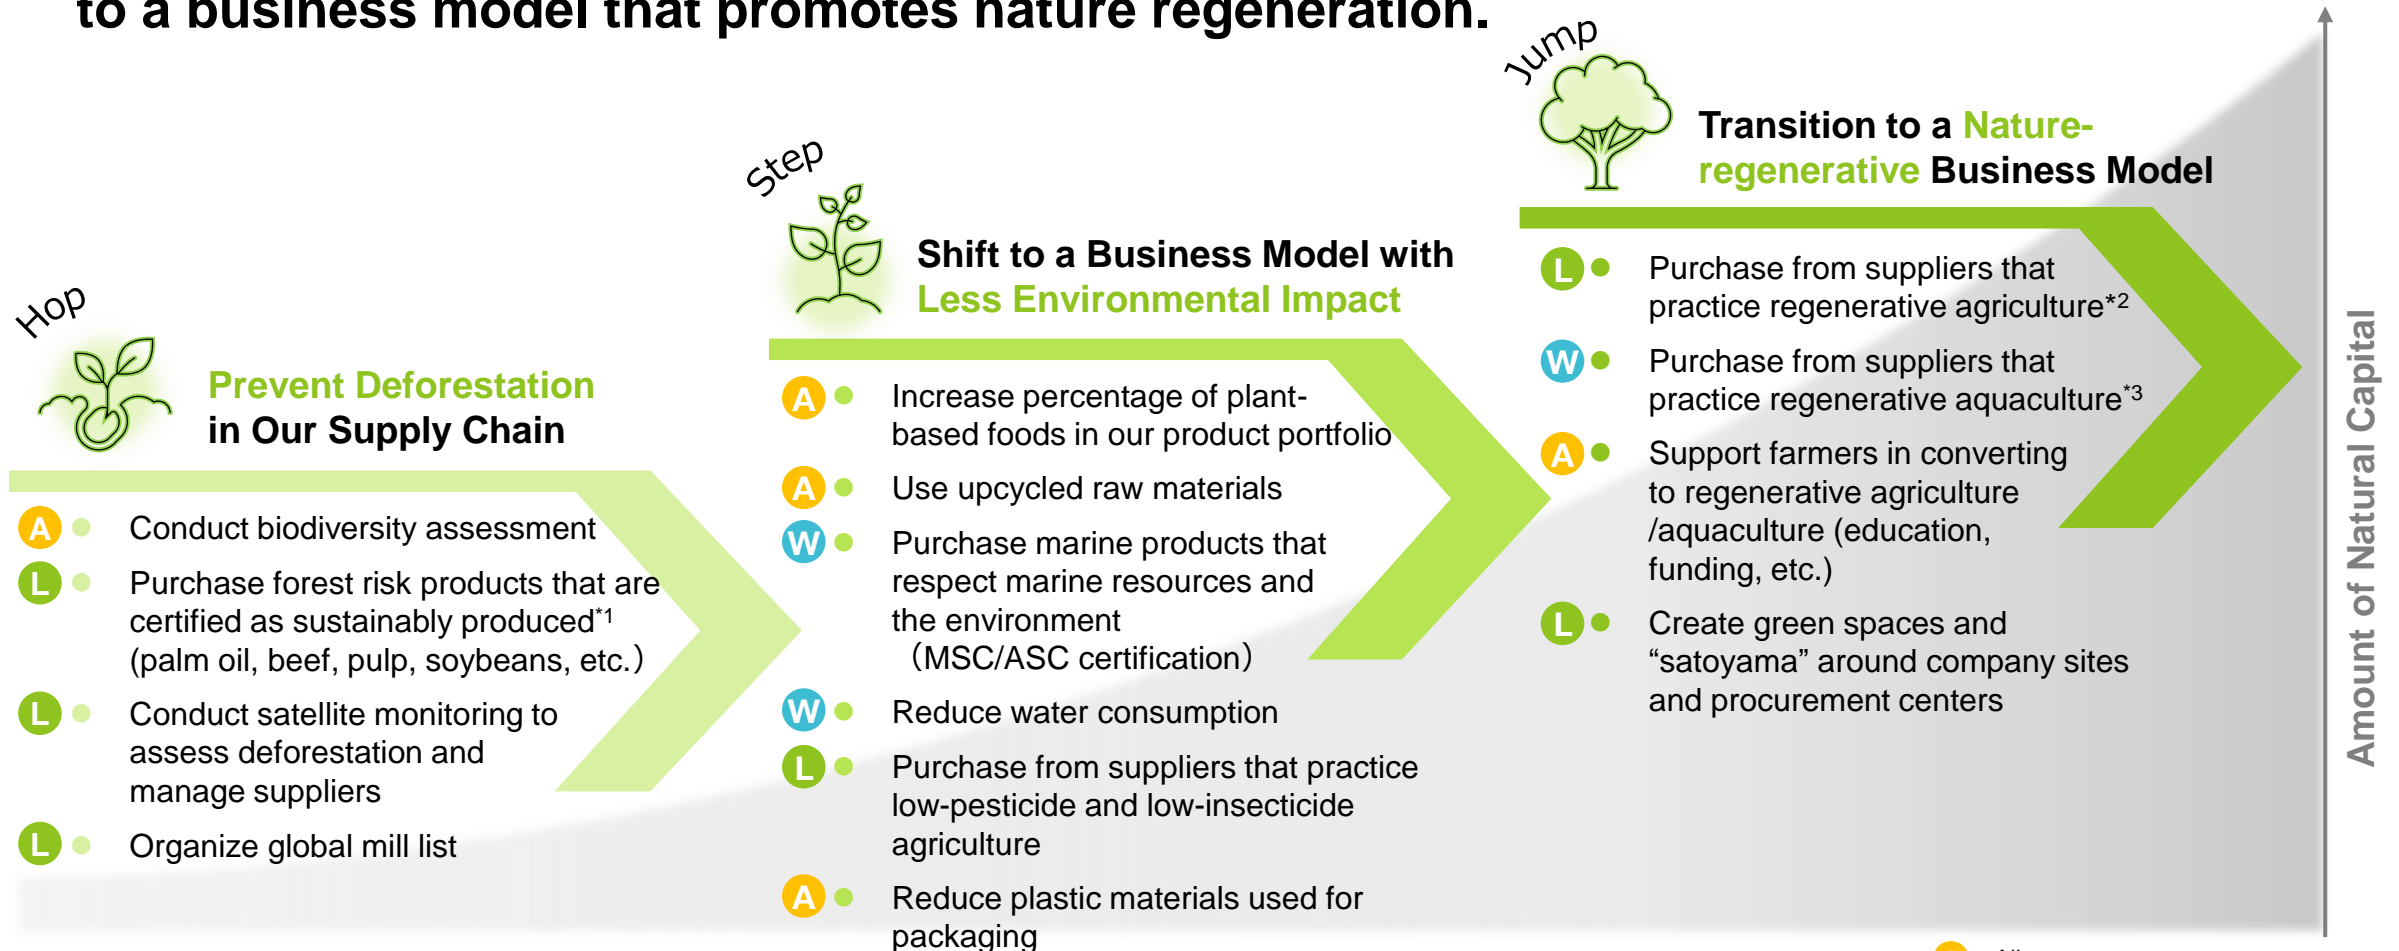 to a business model that promotes nature regeneration.
Hop
Prevent Deforestation
in Our Supply Chain
A Conduct biodiversity assessment
L Purchase forest risk products that are
certified as sustainably produced*1
(palm oil, beef, pulp, soybeans, etc.)
L Conduct satellite monitoring to
assess deforestation and
manage suppliers
L Organize global mill list
Step
Shift to a Business Model with
Less Environmental Impact
A Increase percentage of plant-
based foods in our product portfolio
A Use upcycled raw materials
W Purchase marine products that
respect marine resources and
the environment
（MSC/ASC certification）
W Reduce water consumption
L Purchase from suppliers that practice
low-pesticide and low-insecticide
agriculture
A Reduce plastic materials used for
packaging
Jump
Transition to a Nature-
regenerative Business Model
L Purchase from suppliers that
practice regenerative agriculture*2
W Purchase from suppliers that
practice regenerative aquaculture*3
A Support farmers in converting
to regenerative agriculture
/aquaculture (education,
funding, etc.)
L Create green spaces and
“satoyama” around company sites
and procurement centers
Amount of Natural Capital